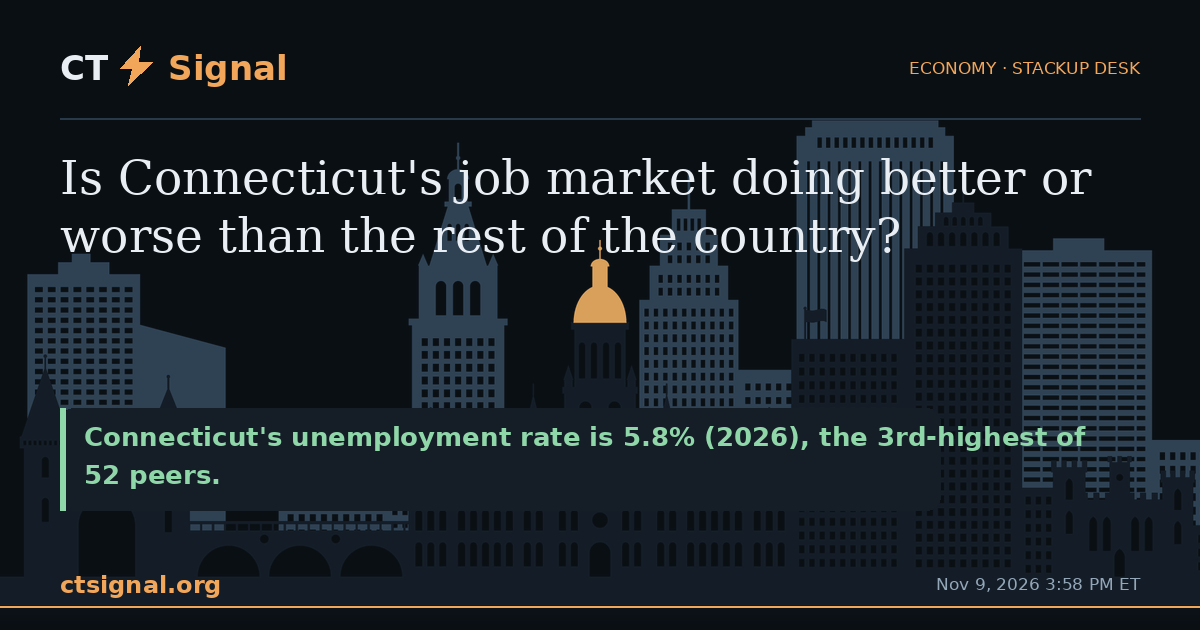 CT Signal
ECONOMY · STACKUP DESK
Is Connecticut's job market doing better or
worse than the rest of the country?
Connecticut's unemployment rate is 5.8% (2026), the 3rd-highest of
52 peers.
ctsignal.org
Nov 9, 2026 3:58 PM ET